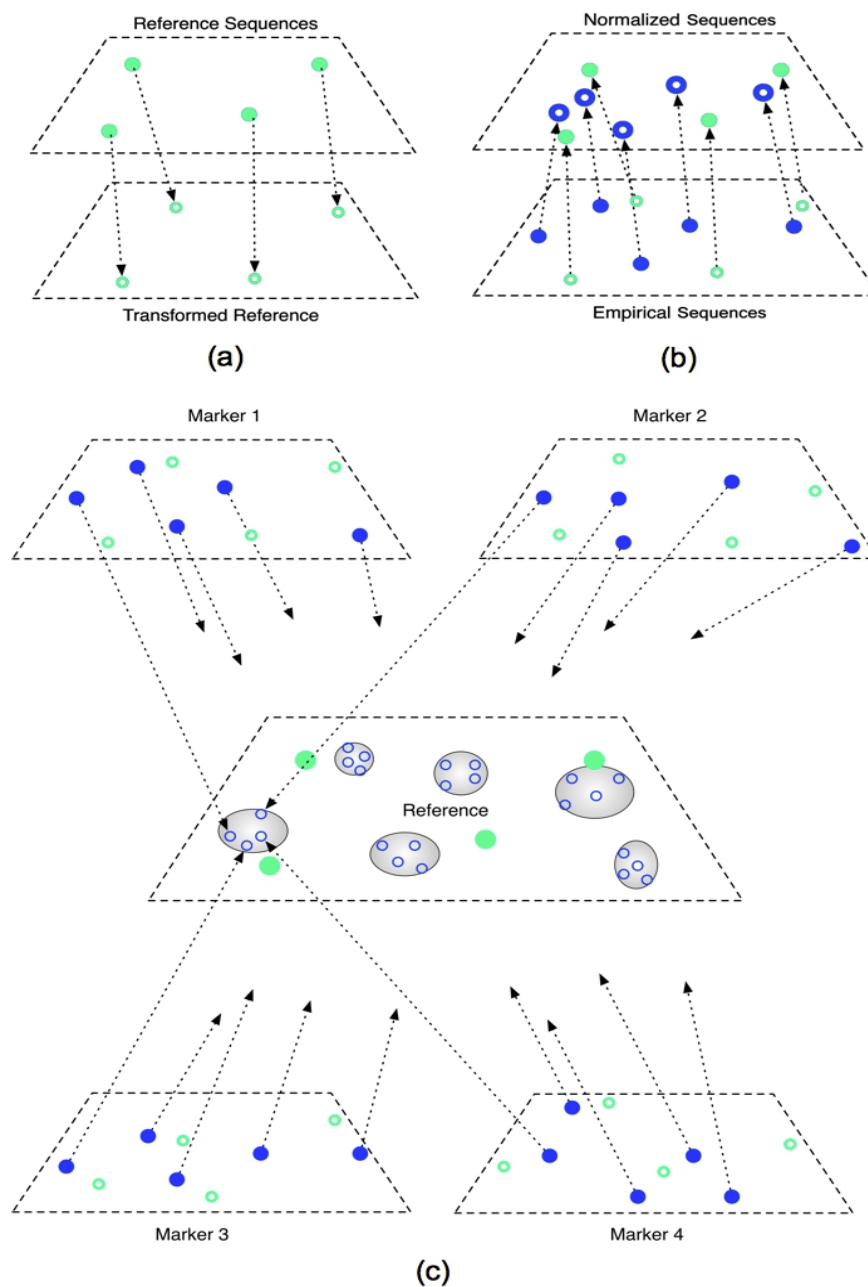 Reference Sequences
Normalized Sequences
Transformed Reference
Empirical Sequences
(a)
(b)
Marker 1
Marker 2
Reference
Marker 3
Marker 4
(c)